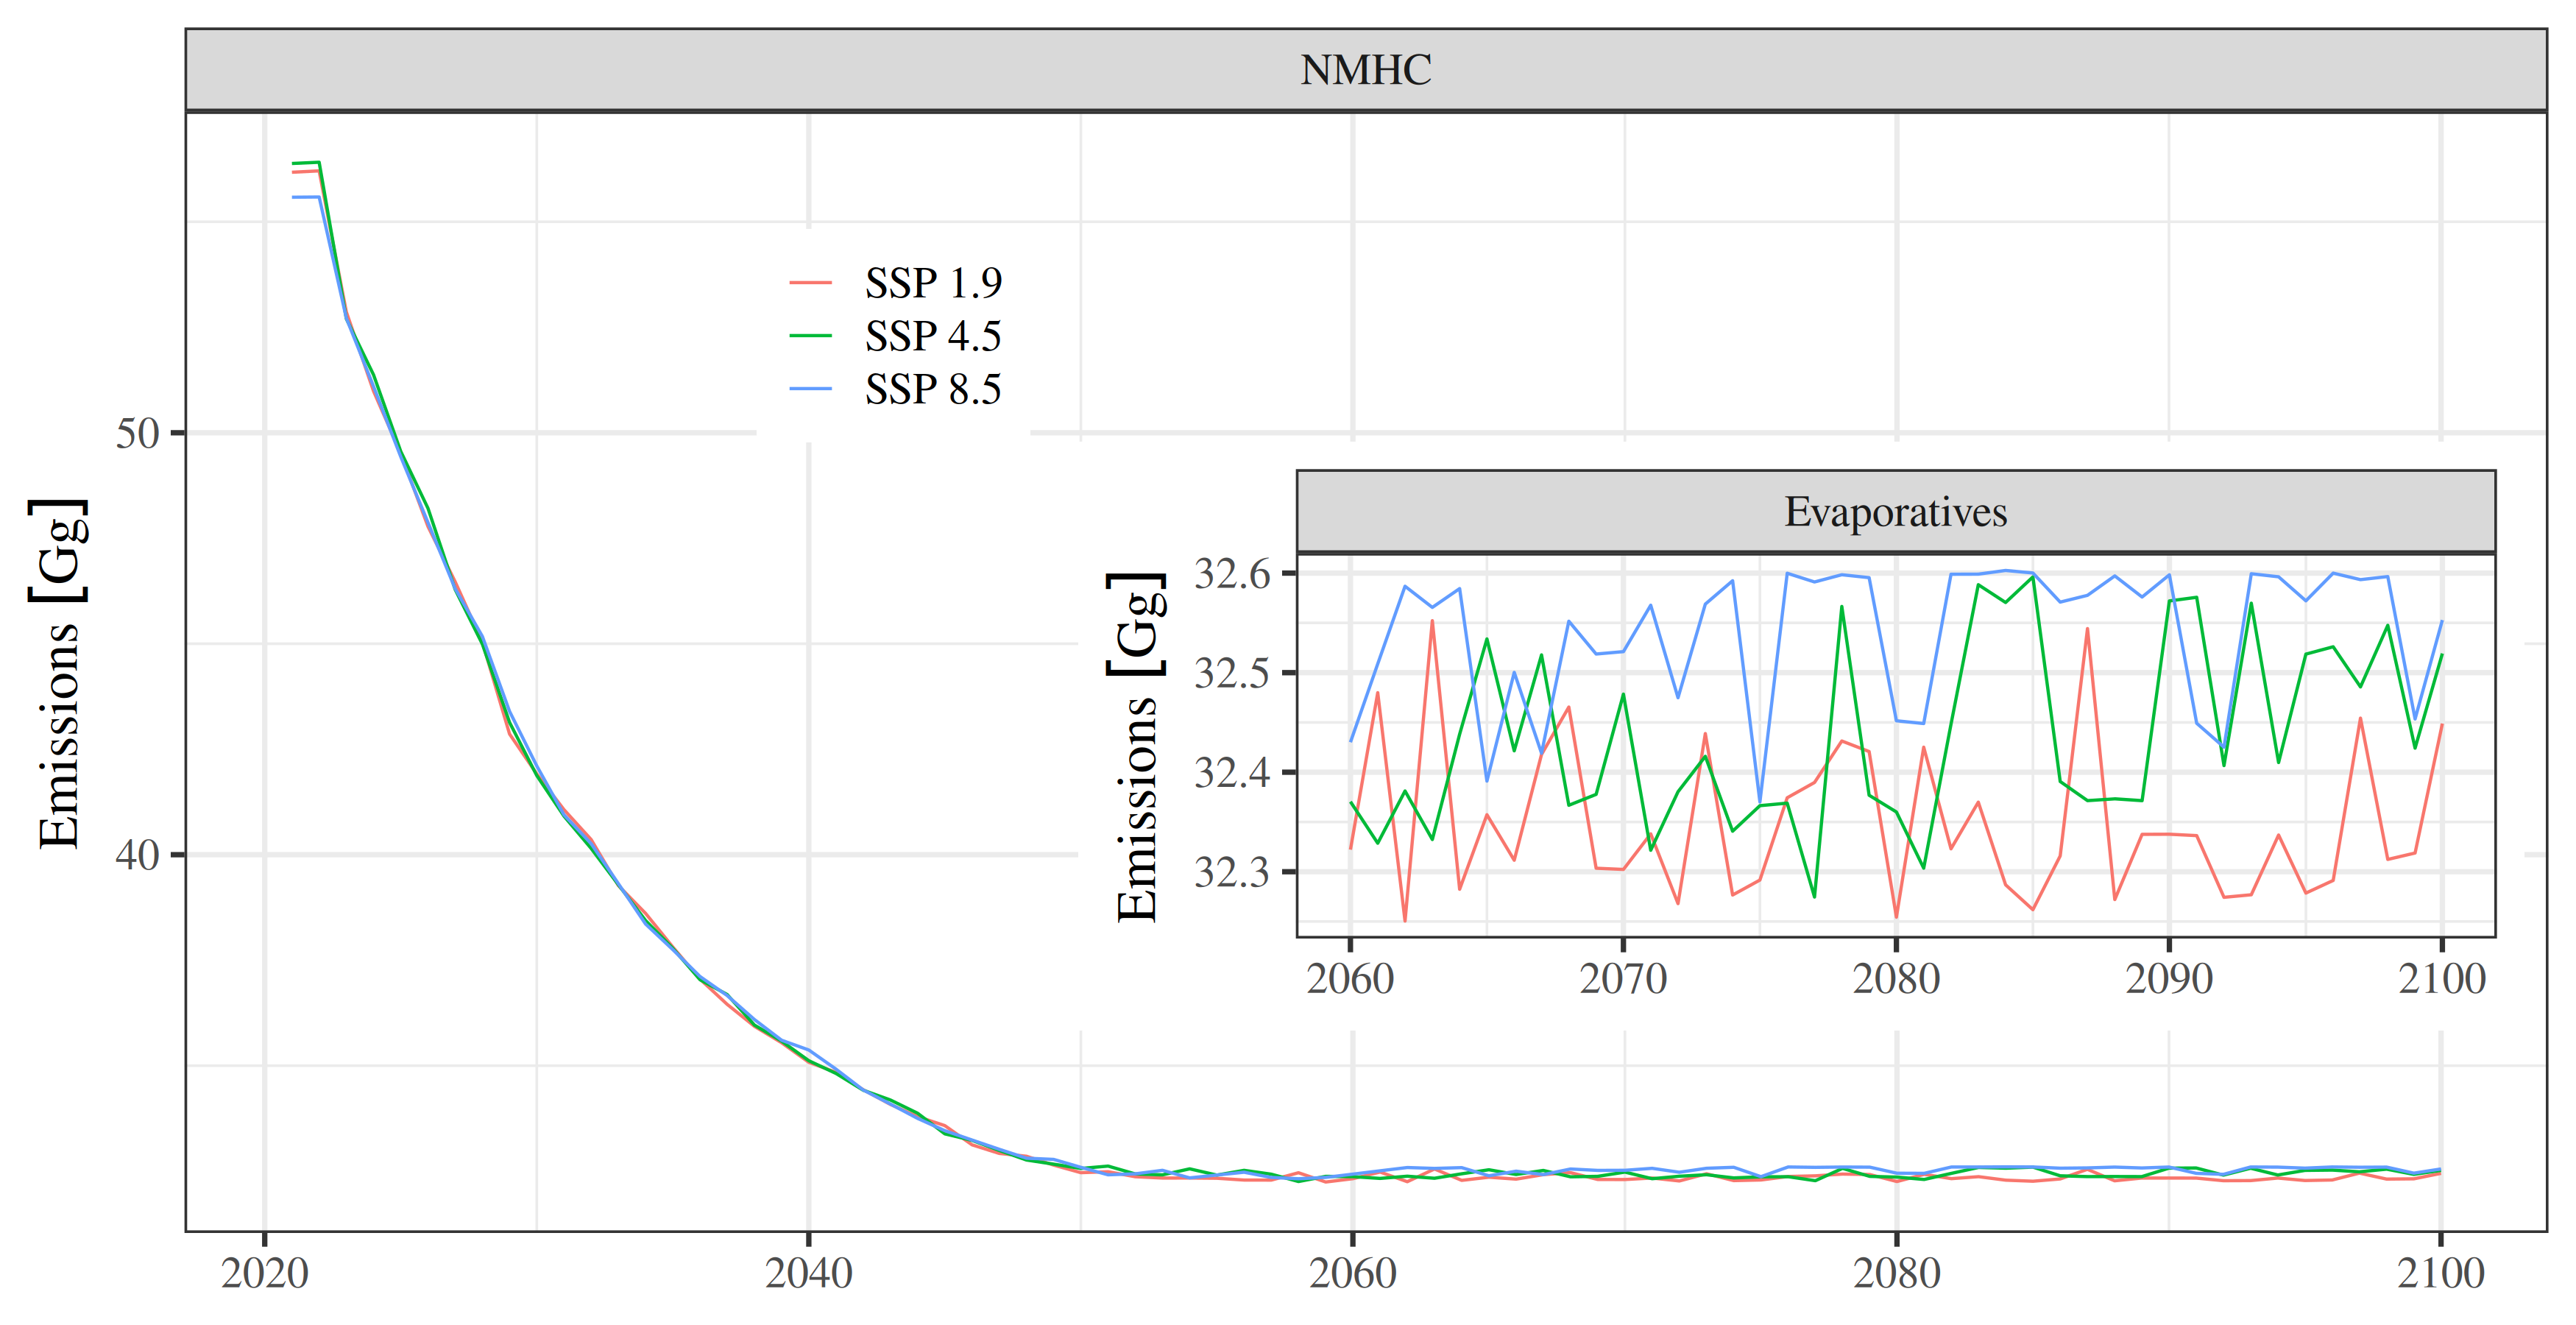 NMHC
SSP 1.9
SSP 4.5
SSP 8.5
50
40
Emissions [Gg]
2020 2040 2060 2080 2100
Evaporatives
32.6
32.5
32.4
32.3
Emissions [Gg]
2060 2070 2080 2090 2100